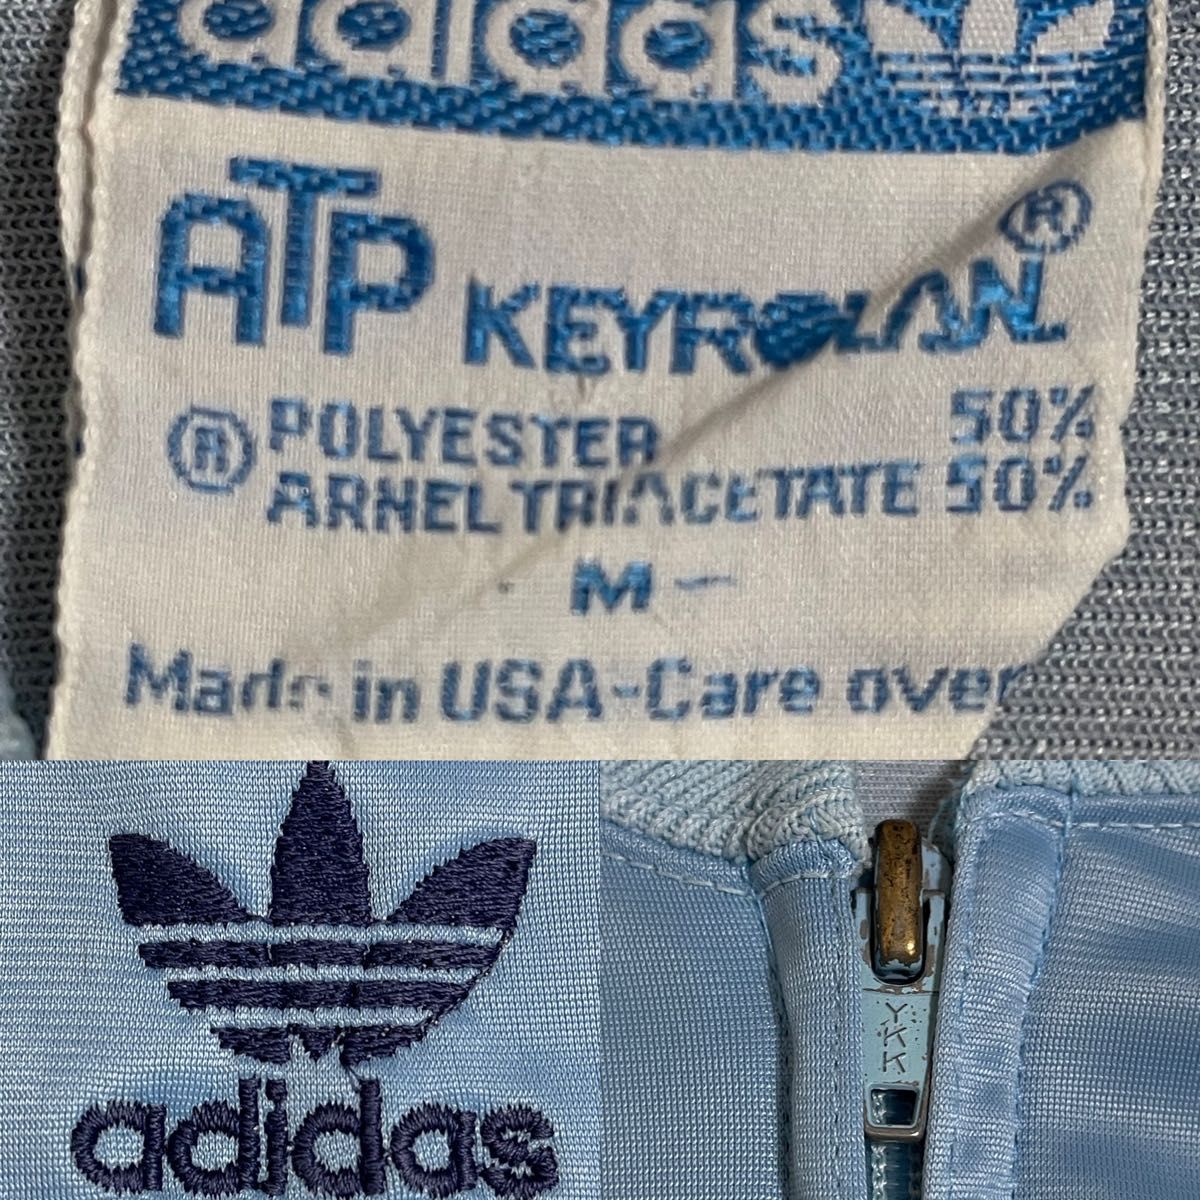 adidas
ATP KEYROLAN ®
® POLYESTER 50%
ARNEL TRIACETATE 50%
M
Made in USA-Care over
adidas
YKK